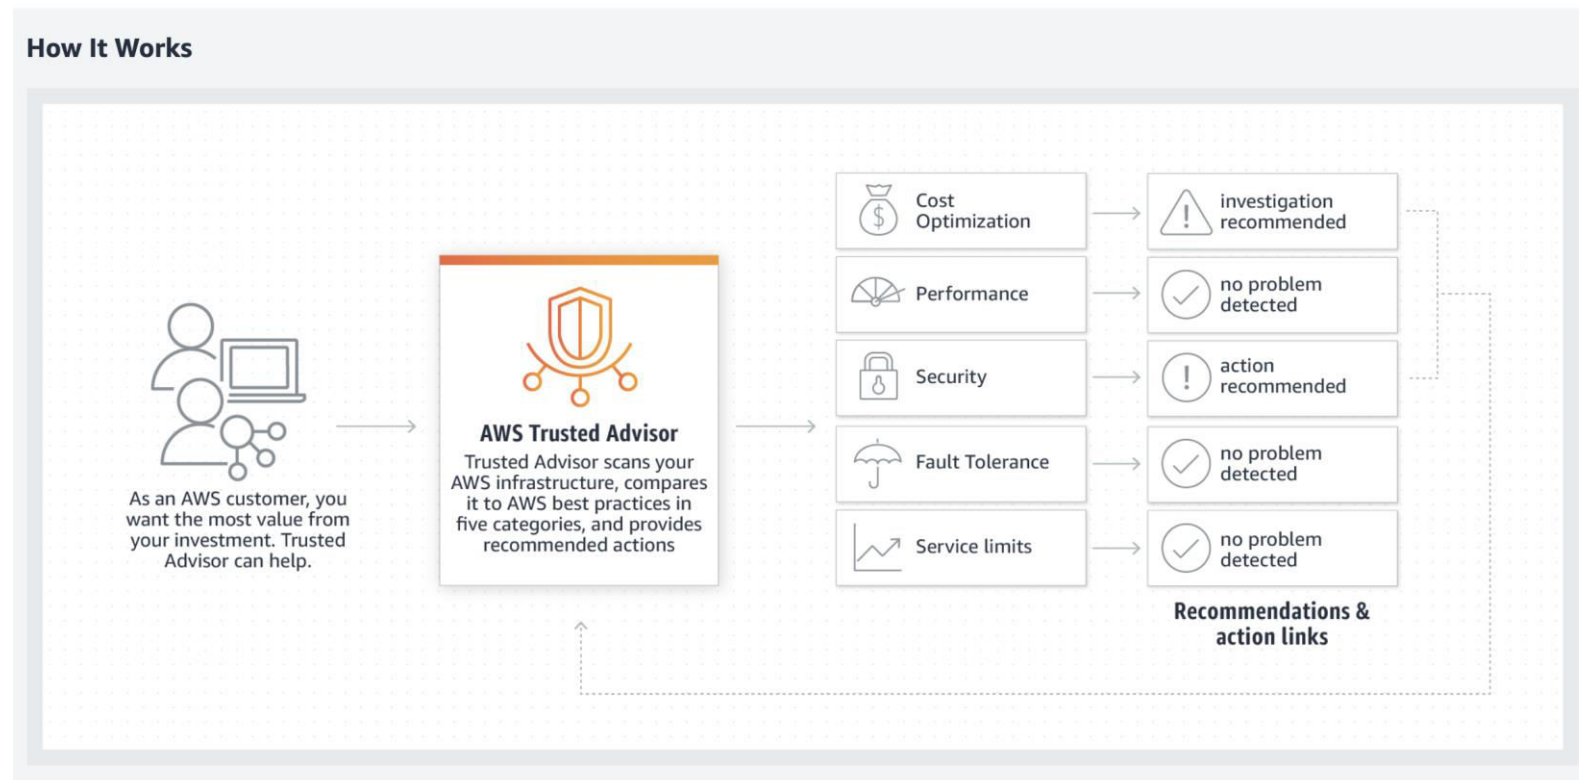 How It Works
As an AWS customer, you
want the most value from
your investment. Trusted
Advisor can help.
AWS Trusted Advisor
Trusted Advisor scans your
AWS infrastructure, compares
it to AWS best practices in
five categories, and provides
recommended actions
Cost
Optimization
investigation
recommended
Performance
no problem
detected
Security
action
recommended
Fault Tolerance
no problem
detected
Service limits
no problem
detected
Recommendations &
action links